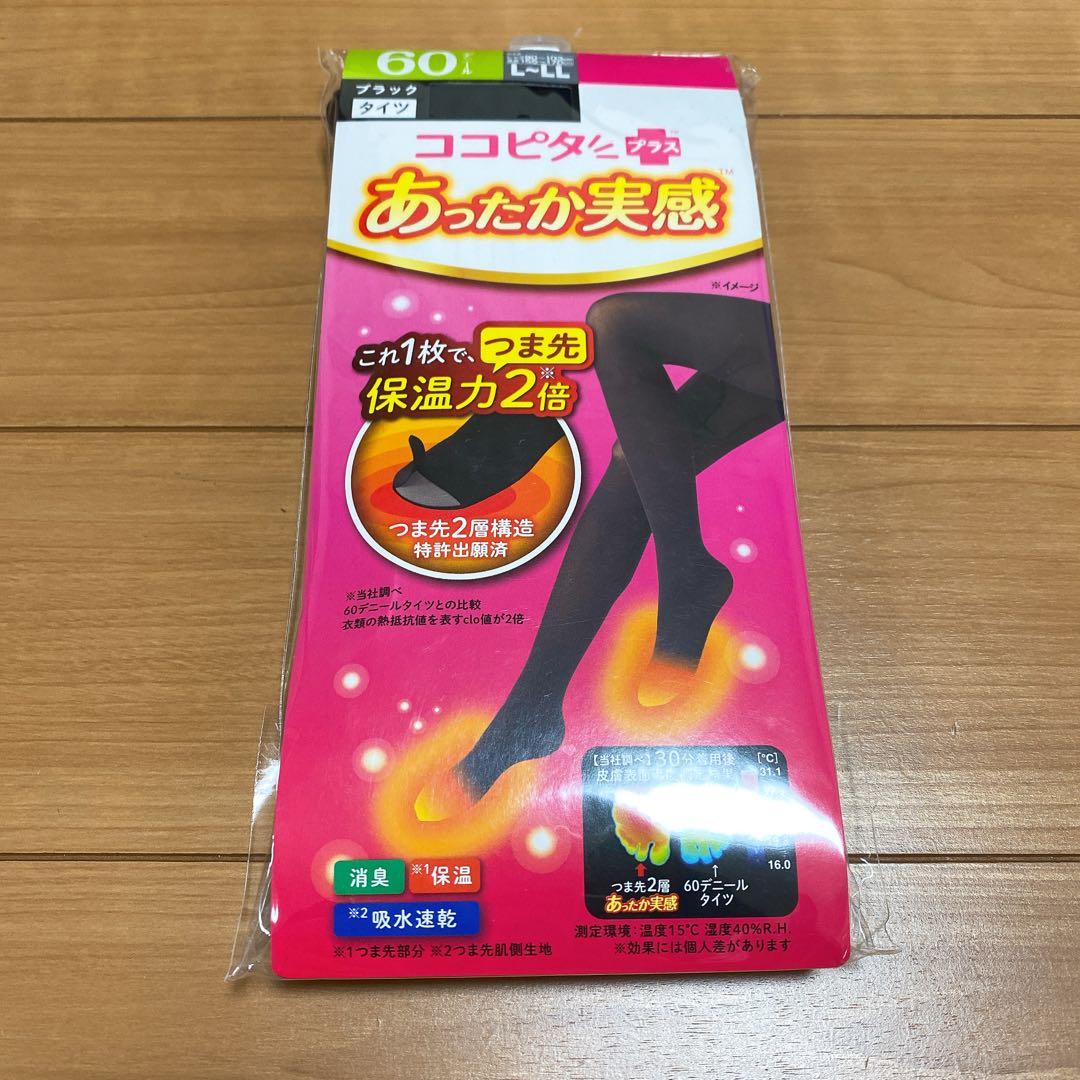 60デニール
L~LL
ブラック
タイツ
ココピタ プラス™
あったか実感™
※イメージ
これ1枚で、つま先
保温力2※倍
つま先2層構造
特許出願済
※当社調べ
60デニールタイツとの比較
衣類の熱抵抗値を表すclo値が2倍
【当社調べ】30分着用後
皮膚表面
[℃]
31.1
16.0
つま先2層
あったか実感
60デニール
タイツ
消臭
※1保温
※2吸水速乾
測定環境:温度15℃ 湿度40%R.H.
※1つま先部分 ※2つま先肌側生地
※効果には個人差があります